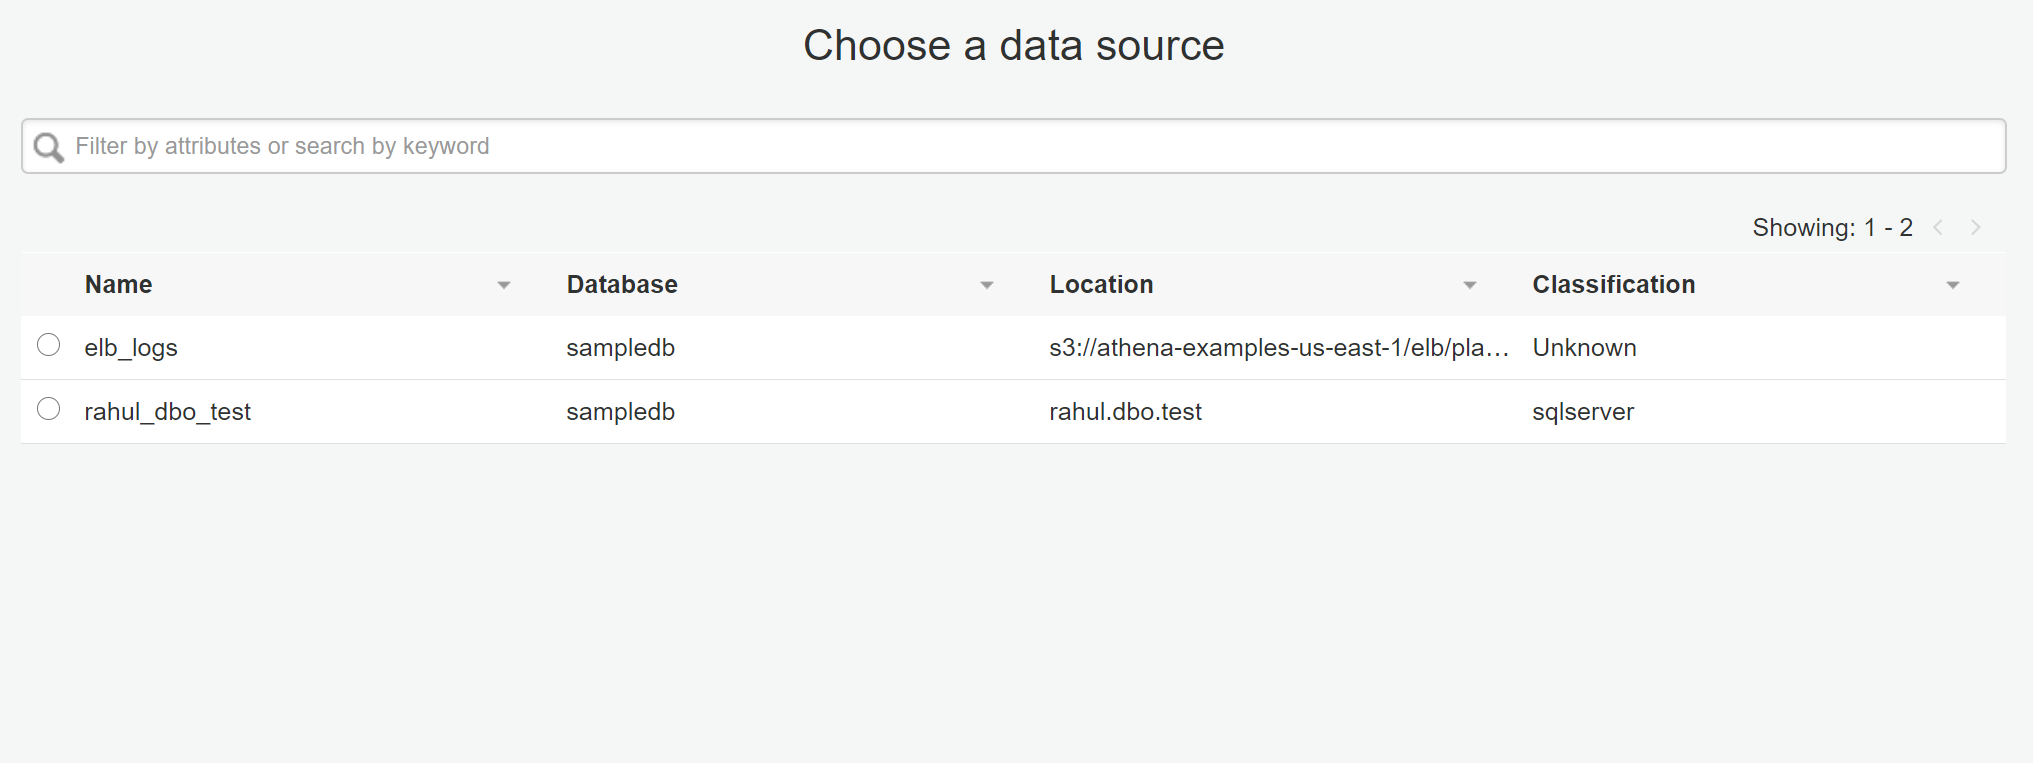 Choose a data source
Filter by attributes or search by keyword
Showing: 1 - 2
Name Database Location Classification
elb_logs sampledb s3://athena-examples-us-east-1/elb/pla… Unknown
rahul_dbo_test sampledb rahul.dbo.test sqlserver